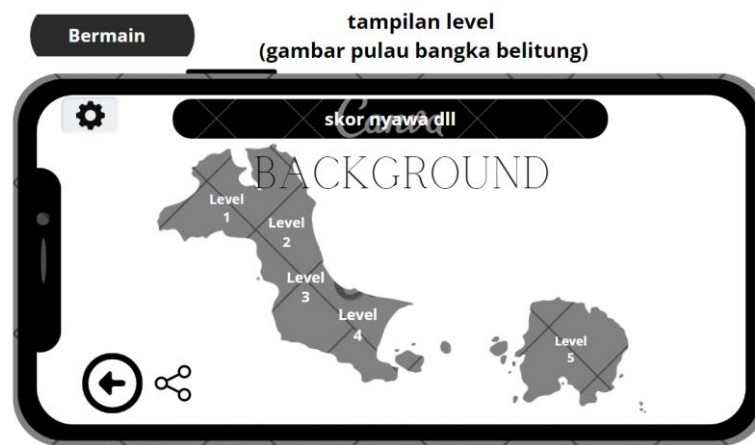 Bermain
tampilan level
(gambar pulau bangka belitung)
Canva
skor nyawa dll
BACKGROUND
Level
1
Level
2
Level
3
Level
4
Level
5